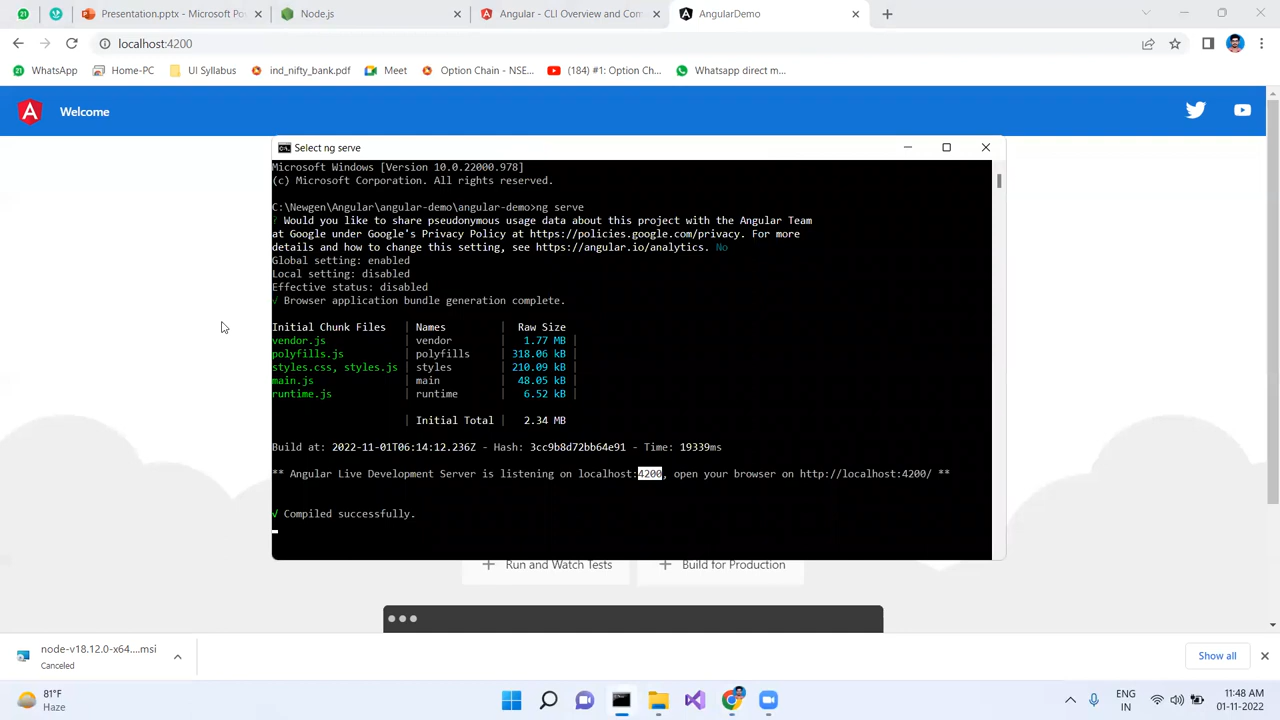 Presentation.pptx - Microsoft Po
Node.js
Angular - CLI Overview and Com
AngularDemo
localhost:4200
WhatsApp
Home-PC
UI Syllabus
ind_nifty_bank.pdf
Meet
Option Chain - NSE...
(184) #1: Option Ch...
Whatsapp direct m...
Welcome
Select ng serve
Microsoft Windows [Version 10.0.22000.978]
(c) Microsoft Corporation. All rights reserved.
C:\Newgen\Angular\angular-demo\angular-demo>ng serve
? Would you like to share pseudonymous usage data about this project with the Angular Team
at Google under Google's Privacy Policy at https://policies.google.com/privacy. For more
details and how to change this setting, see https://angular.io/analytics. No
Global setting: enabled
Local setting: disabled
Effective status: disabled
√ Browser application bundle generation complete.
Initial Chunk Files | Names | Raw Size
vendor.js | vendor | 1.77 MB |
polyfills.js | polyfills | 318.06 kB |
styles.css, styles.js | styles | 210.09 kB |
main.js | main | 48.05 kB |
runtime.js | runtime | 6.52 kB |
| Initial Total | 2.34 MB
Build at: 2022-11-01T06:14:12.236Z - Hash: 3cc9b8d72bb64e91 - Time: 19339ms
** Angular Live Development Server is listening on localhost:4200, open your browser on http://localhost:4200/ **
√ Compiled successfully.
+ Run and Watch Tests
+ Build for Production
node-v18.12.0-x64....msi
Canceled
Show all
81°F
Haze
ENG
IN
11:48 AM
01-11-2022